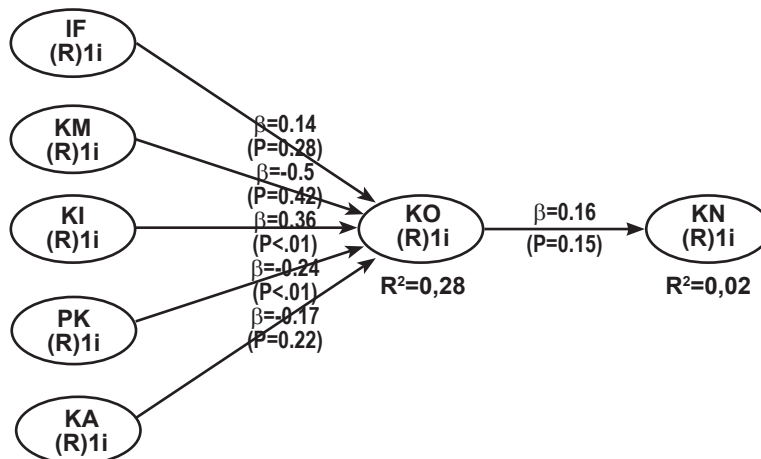 IF
(R)1i
KM
(R)1i
KI
(R)1i
PK
(R)1i
KA
(R)1i
β=0.14
(P=0.28)
β=-0.5
(P=0.42)
β=0.36
(P<.01)
β=-0.24
(P<.01)
β=-0.17
(P=0.22)
KO
(R)1i
R²=0,28
β=0.16
(P=0.15)
KN
(R)1i
R²=0,02